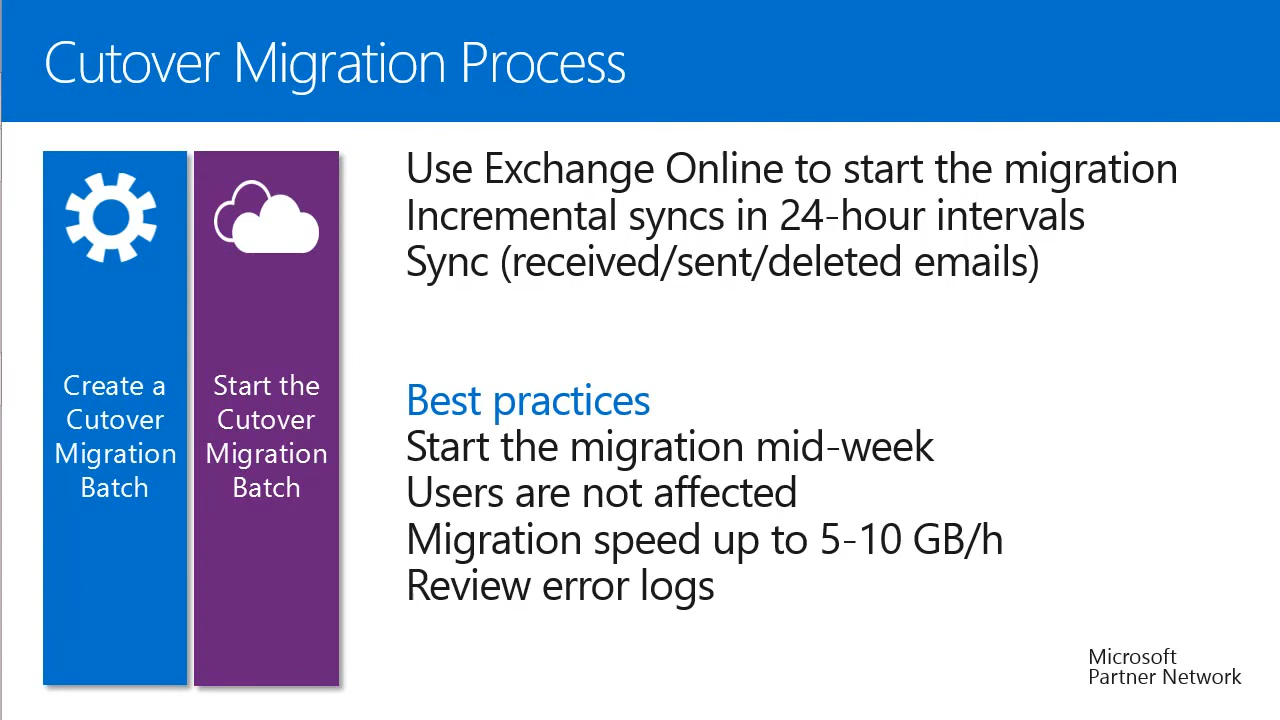 Cutover Migration Process
Create a
Cutover
Migration
Batch
Start the
Cutover
Migration
Batch
Use Exchange Online to start the migration
Incremental syncs in 24-hour intervals
Sync (received/sent/deleted emails)
Best practices
Start the migration mid-week
Users are not affected
Migration speed up to 5-10 GB/h
Review error logs
Microsoft
Partner Network